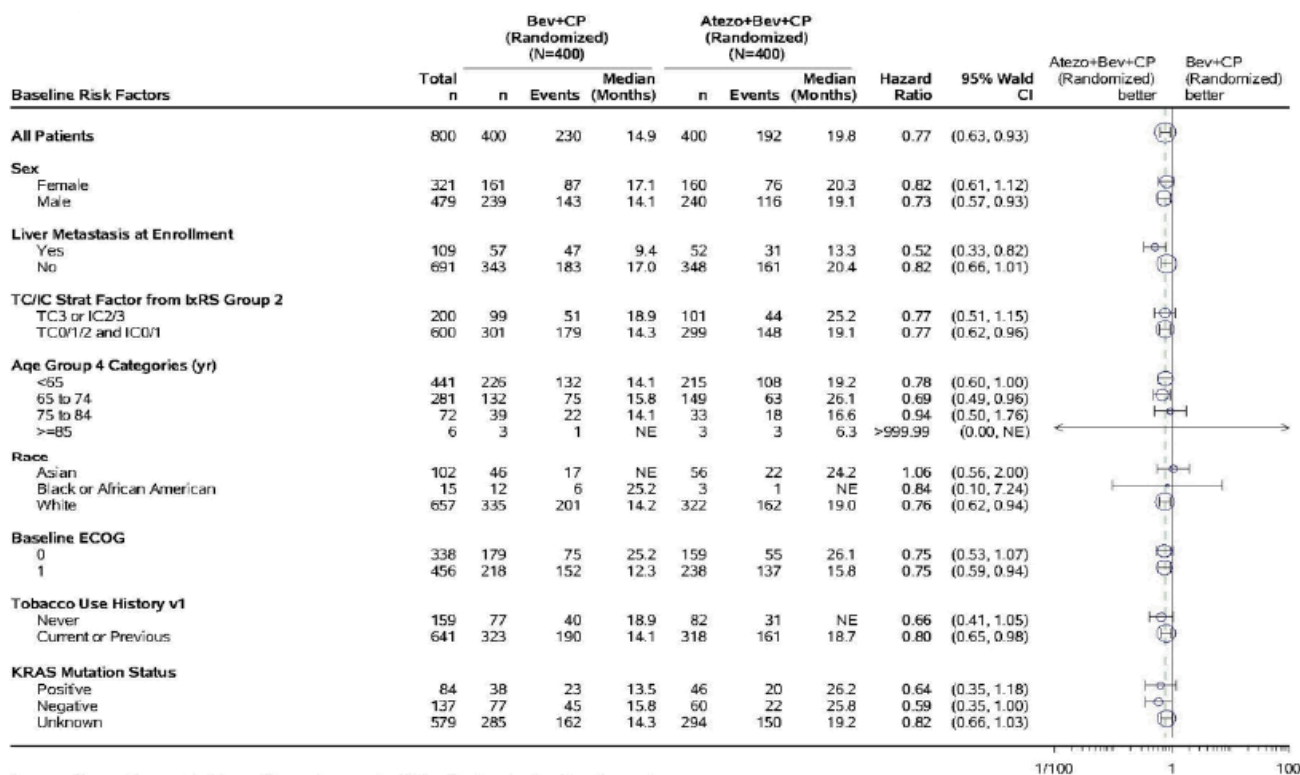 Bev+CP (Randomized) (N=400) Atezo+Bev+CP (Randomized) (N=400)
Atezo+Bev+CP (Randomized) better Bev+CP (Randomized) better
Baseline Risk Factors Total n n Events Median (Months) n Events Median (Months) Hazard Ratio 95% Wald CI
All Patients 800 400 230 14.9 400 192 19.8 0.77 (0.63, 0.93)
Sex
Female 321 161 87 17.1 160 76 20.3 0.82 (0.61, 1.12)
Male 479 239 143 14.1 240 116 19.1 0.73 (0.57, 0.93)
Liver Metastasis at Enrollment
Yes 109 57 47 9.4 52 31 13.3 0.52 (0.33, 0.82)
No 691 343 183 17.0 348 161 20.4 0.82 (0.66, 1.01)
TC/IC Strat Factor from IxRS Group 2
TC3 or IC2/3 200 99 51 18.9 101 44 25.2 0.77 (0.51, 1.15)
TC0/1/2 and IC0/1 600 301 179 14.3 299 148 19.1 0.77 (0.62, 0.96)
Age Group 4 Categories (yr)
<65 441 226 132 14.1 215 108 19.2 0.78 (0.60, 1.00)
65 to 74 281 132 75 15.8 149 63 26.1 0.69 (0.49, 0.96)
75 to 84 72 39 22 14.1 33 18 16.6 0.94 (0.50, 1.76)
>=85 6 3 1 NE 3 3 6.3 >999.99 (0.00, NE)
Race
Asian 102 46 17 NE 56 22 24.2 1.06 (0.56, 2.00)
Black or African American 15 12 6 25.2 3 1 NE 0.84 (0.10, 7.24)
White 657 335 201 14.2 322 162 19.0 0.76 (0.62, 0.94)
Baseline ECOG
0 338 179 75 25.2 159 55 26.1 0.75 (0.53, 1.07)
1 456 218 152 12.3 238 137 15.8 0.75 (0.59, 0.94)
Tobacco Use History v1
Never 159 77 40 18.9 82 31 NE 0.66 (0.41, 1.05)
Current or Previous 641 323 190 14.1 318 161 18.7 0.80 (0.65, 0.98)
KRAS Mutation Status
Positive 84 38 23 13.5 46 20 26.2 0.64 (0.35, 1.18)
Negative 137 77 45 15.8 60 22 25.8 0.59 (0.35, 1.00)
Unknown 579 285 162 14.3 294 150 19.2 0.82 (0.66, 1.03)
1/100 1 100